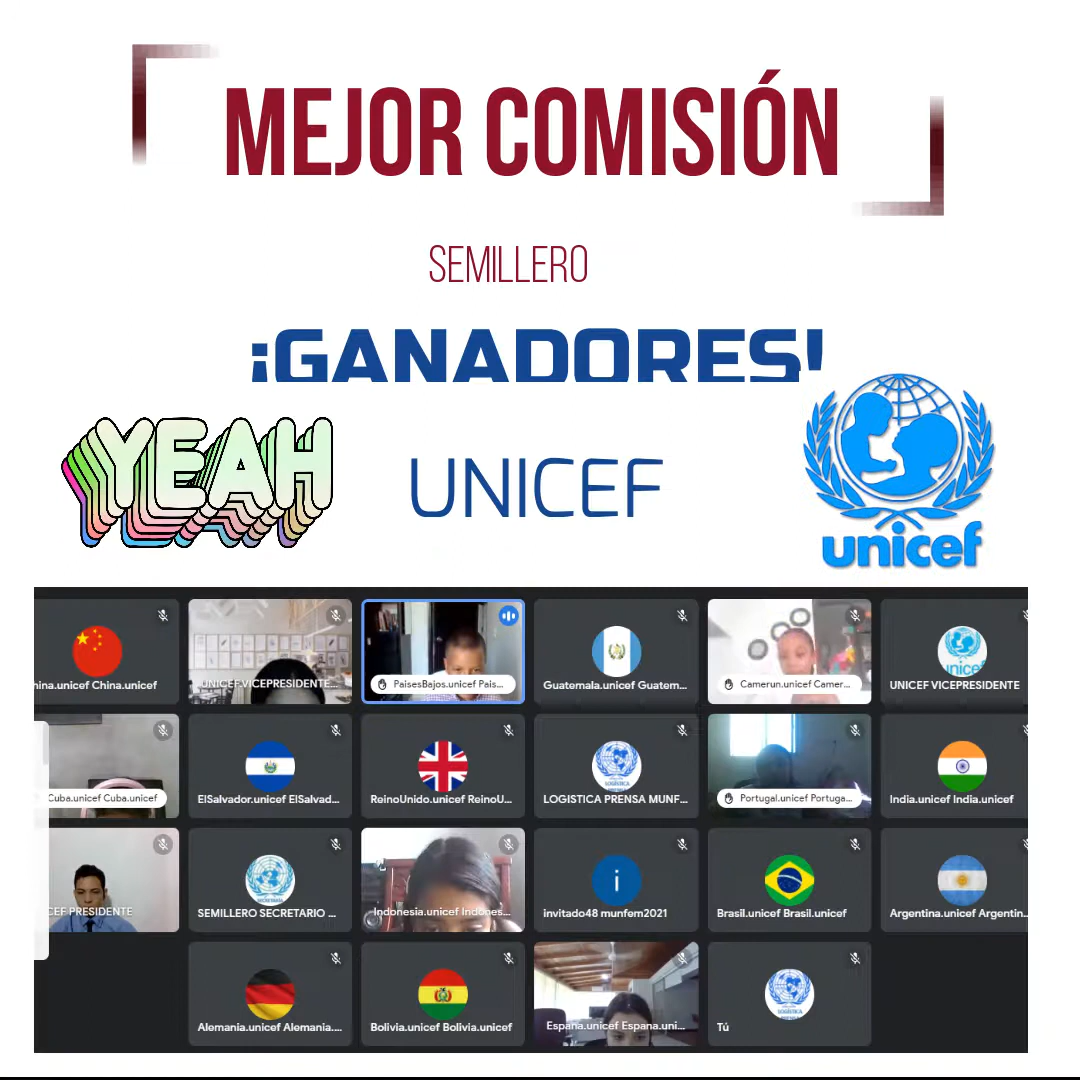 MEJOR COMISIÓN
SEMILLERO
¡GANADORES!
YEAH
UNICEF
unicef
hina.unicef China.unicef
UNICEF VICEPRESIDENTE...
PaisesBajos.unicef Pais...
Guatemala.unicef Guatem...
Camerun.unicef Camer...
unicef
UNICEF VICEPRESIDENTE
Cuba.unicef Cuba.unicef
ElSalvador.unicef ElSalvad...
ReinoUnido.unicef ReinoU...
LOGISTICA
LOGISTICA PRENSA MUNF...
Portugal.unicef Portuga...
India.unicef India.unicef
CEF PRESIDENTE
SEMILLERO SECRETARIO ...
Indonesia.unicef Indones...
i
invitado48 munfem2021
Brasil.unicef Brasil.unicef
Argentina.unicef Argentin...
Alemania.unicef Alemania....
Bolivia.unicef Bolivia.unicef
Espana.unicef Espana.uni...
LOGISTICA
Tú